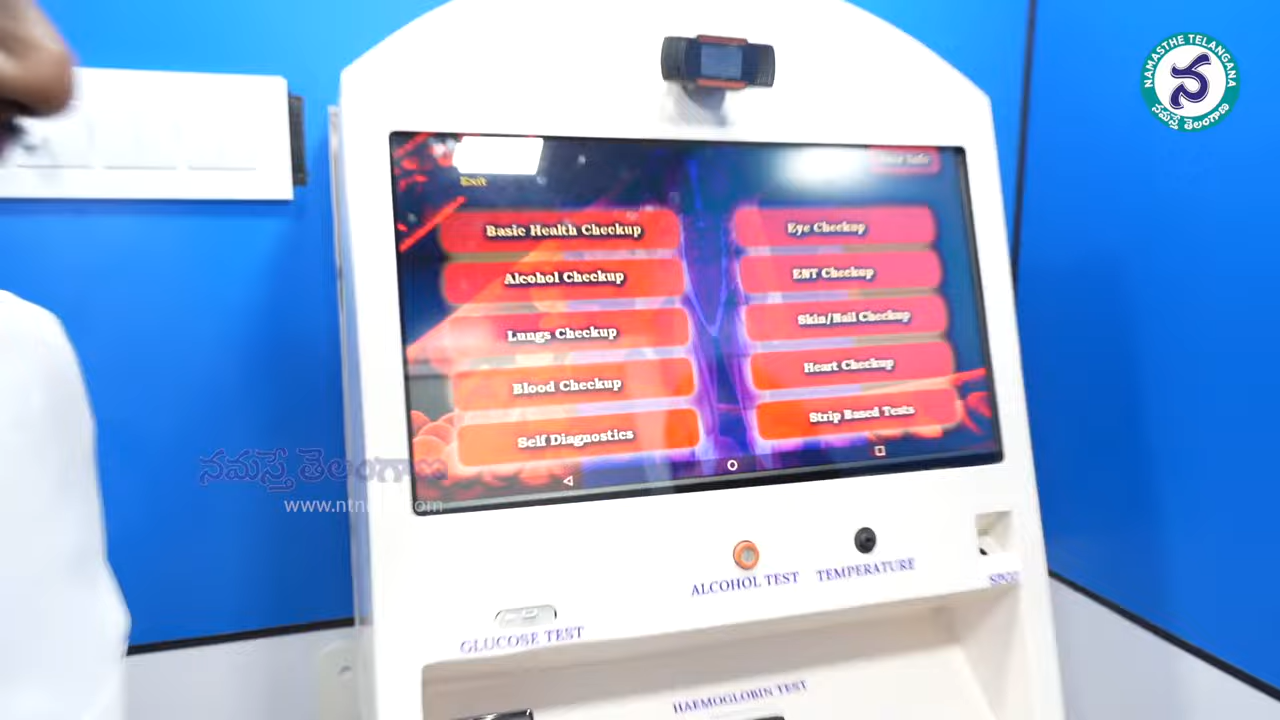 NAMASTHE TELANGANA
నమస్తే తెలంగాణ
Exit
Basic Health Checkup
Eye Checkup
Alcohol Checkup
ENT Checkup
Lungs Checkup
Skin/Nail Checkup
Blood Checkup
Heart Checkup
Self Diagnostics
Strip Based Tests
నమస్తే తెలంగాణ
ALCOHOL TEST
TEMPERATURE
GLUCOSE TEST
HAEMOGLOBIN TEST